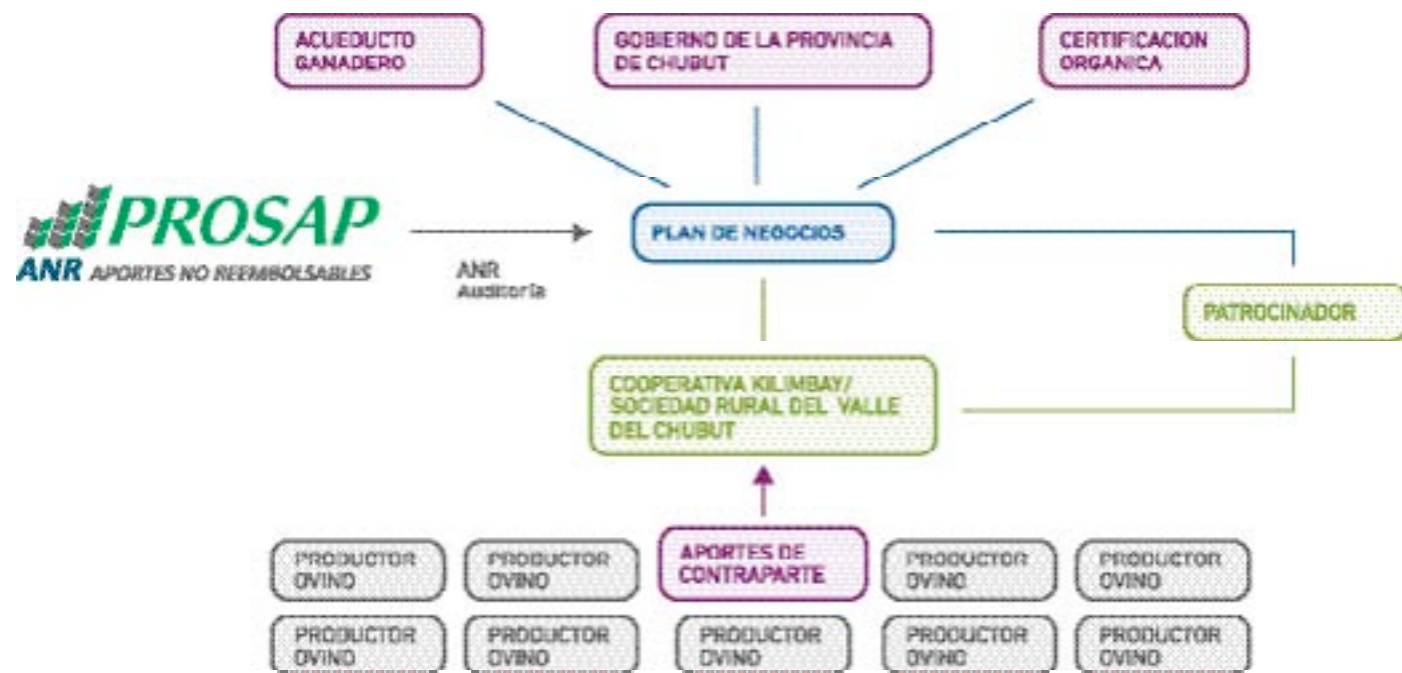 ACUEDUCTO
GANADERO
GOBIERNO DE LA PROVINCIA
DE CHUBUT
CERTIFICACION
ORGANICA
PROSAP
ANR APORTES NO REEMBOLSABLES
ANR
Auditoría
PLAN DE NEGOCIOS
PATROCINADOR
COOPERATIVA KILIMBAY/
SOCIEDAD RURAL DEL VALLE
DEL CHUBUT
PRODUCTOR
OVINO
PRODUCTOR
OVINO
APORTES DE
CONTRAPARTE
PRODUCTOR
OVINO
PRODUCTOR
OVINO
PRODUCTOR
OVINO
PRODUCTOR
OVINO
PRODUCTOR
OVINO
PRODUCTOR
OVINO
PRODUCTOR
OVINO